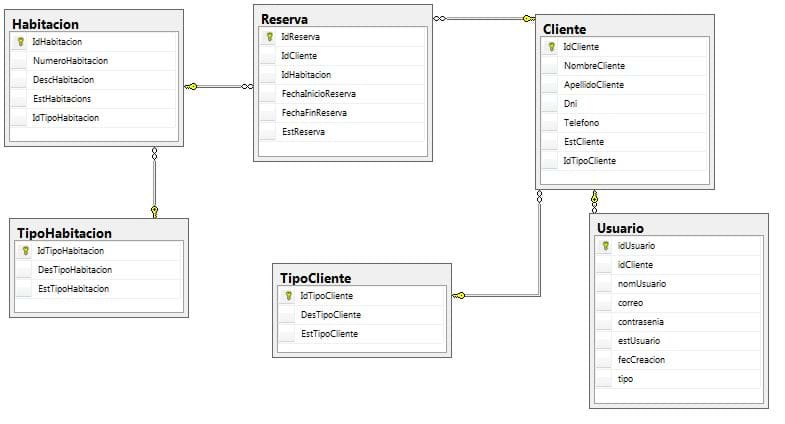 Habitacion
IdHabitacion
NumeroHabitacion
DescHabitacion
EstHabitacions
IdTipoHabitacion
Reserva
IdReserva
IdCliente
IdHabitacion
FechaInicioReserva
FechaFinReserva
EstReserva
Cliente
IdCliente
NombreCliente
ApellidoCliente
Dni
Telefono
EstCliente
IdTipoCliente
TipoHabitacion
IdTipoHabitacion
DesTipoHabitacion
EstTipoHabitacion
TipoCliente
IdTipoCliente
DesTipoCliente
EstTipoCliente
Usuario
idUsuario
idCliente
nomUsuario
correo
contrasenia
estUsuario
fecCreacion
tipo